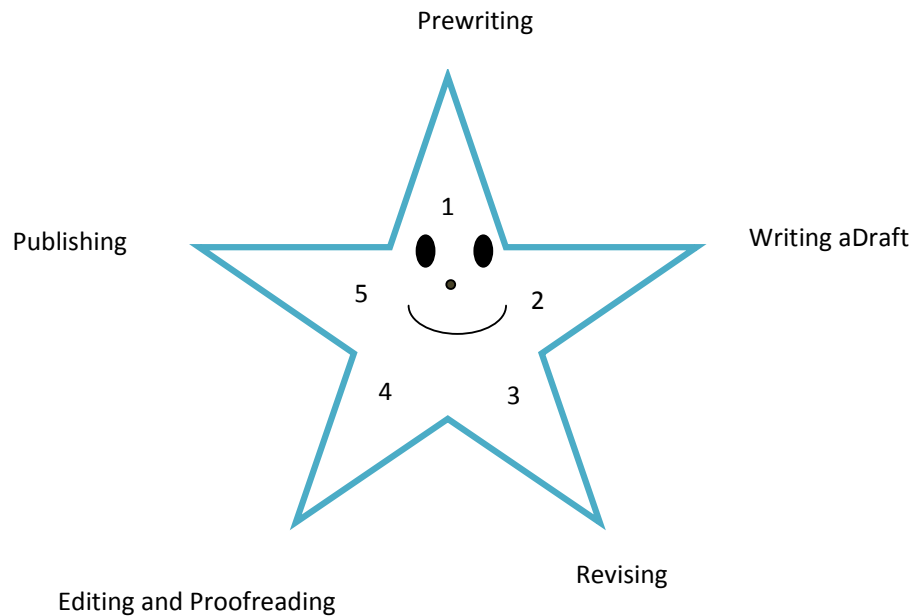 Prewriting
1
Publishing
Writing aDraft
5
2
4
3
Revising
Editing and Proofreading